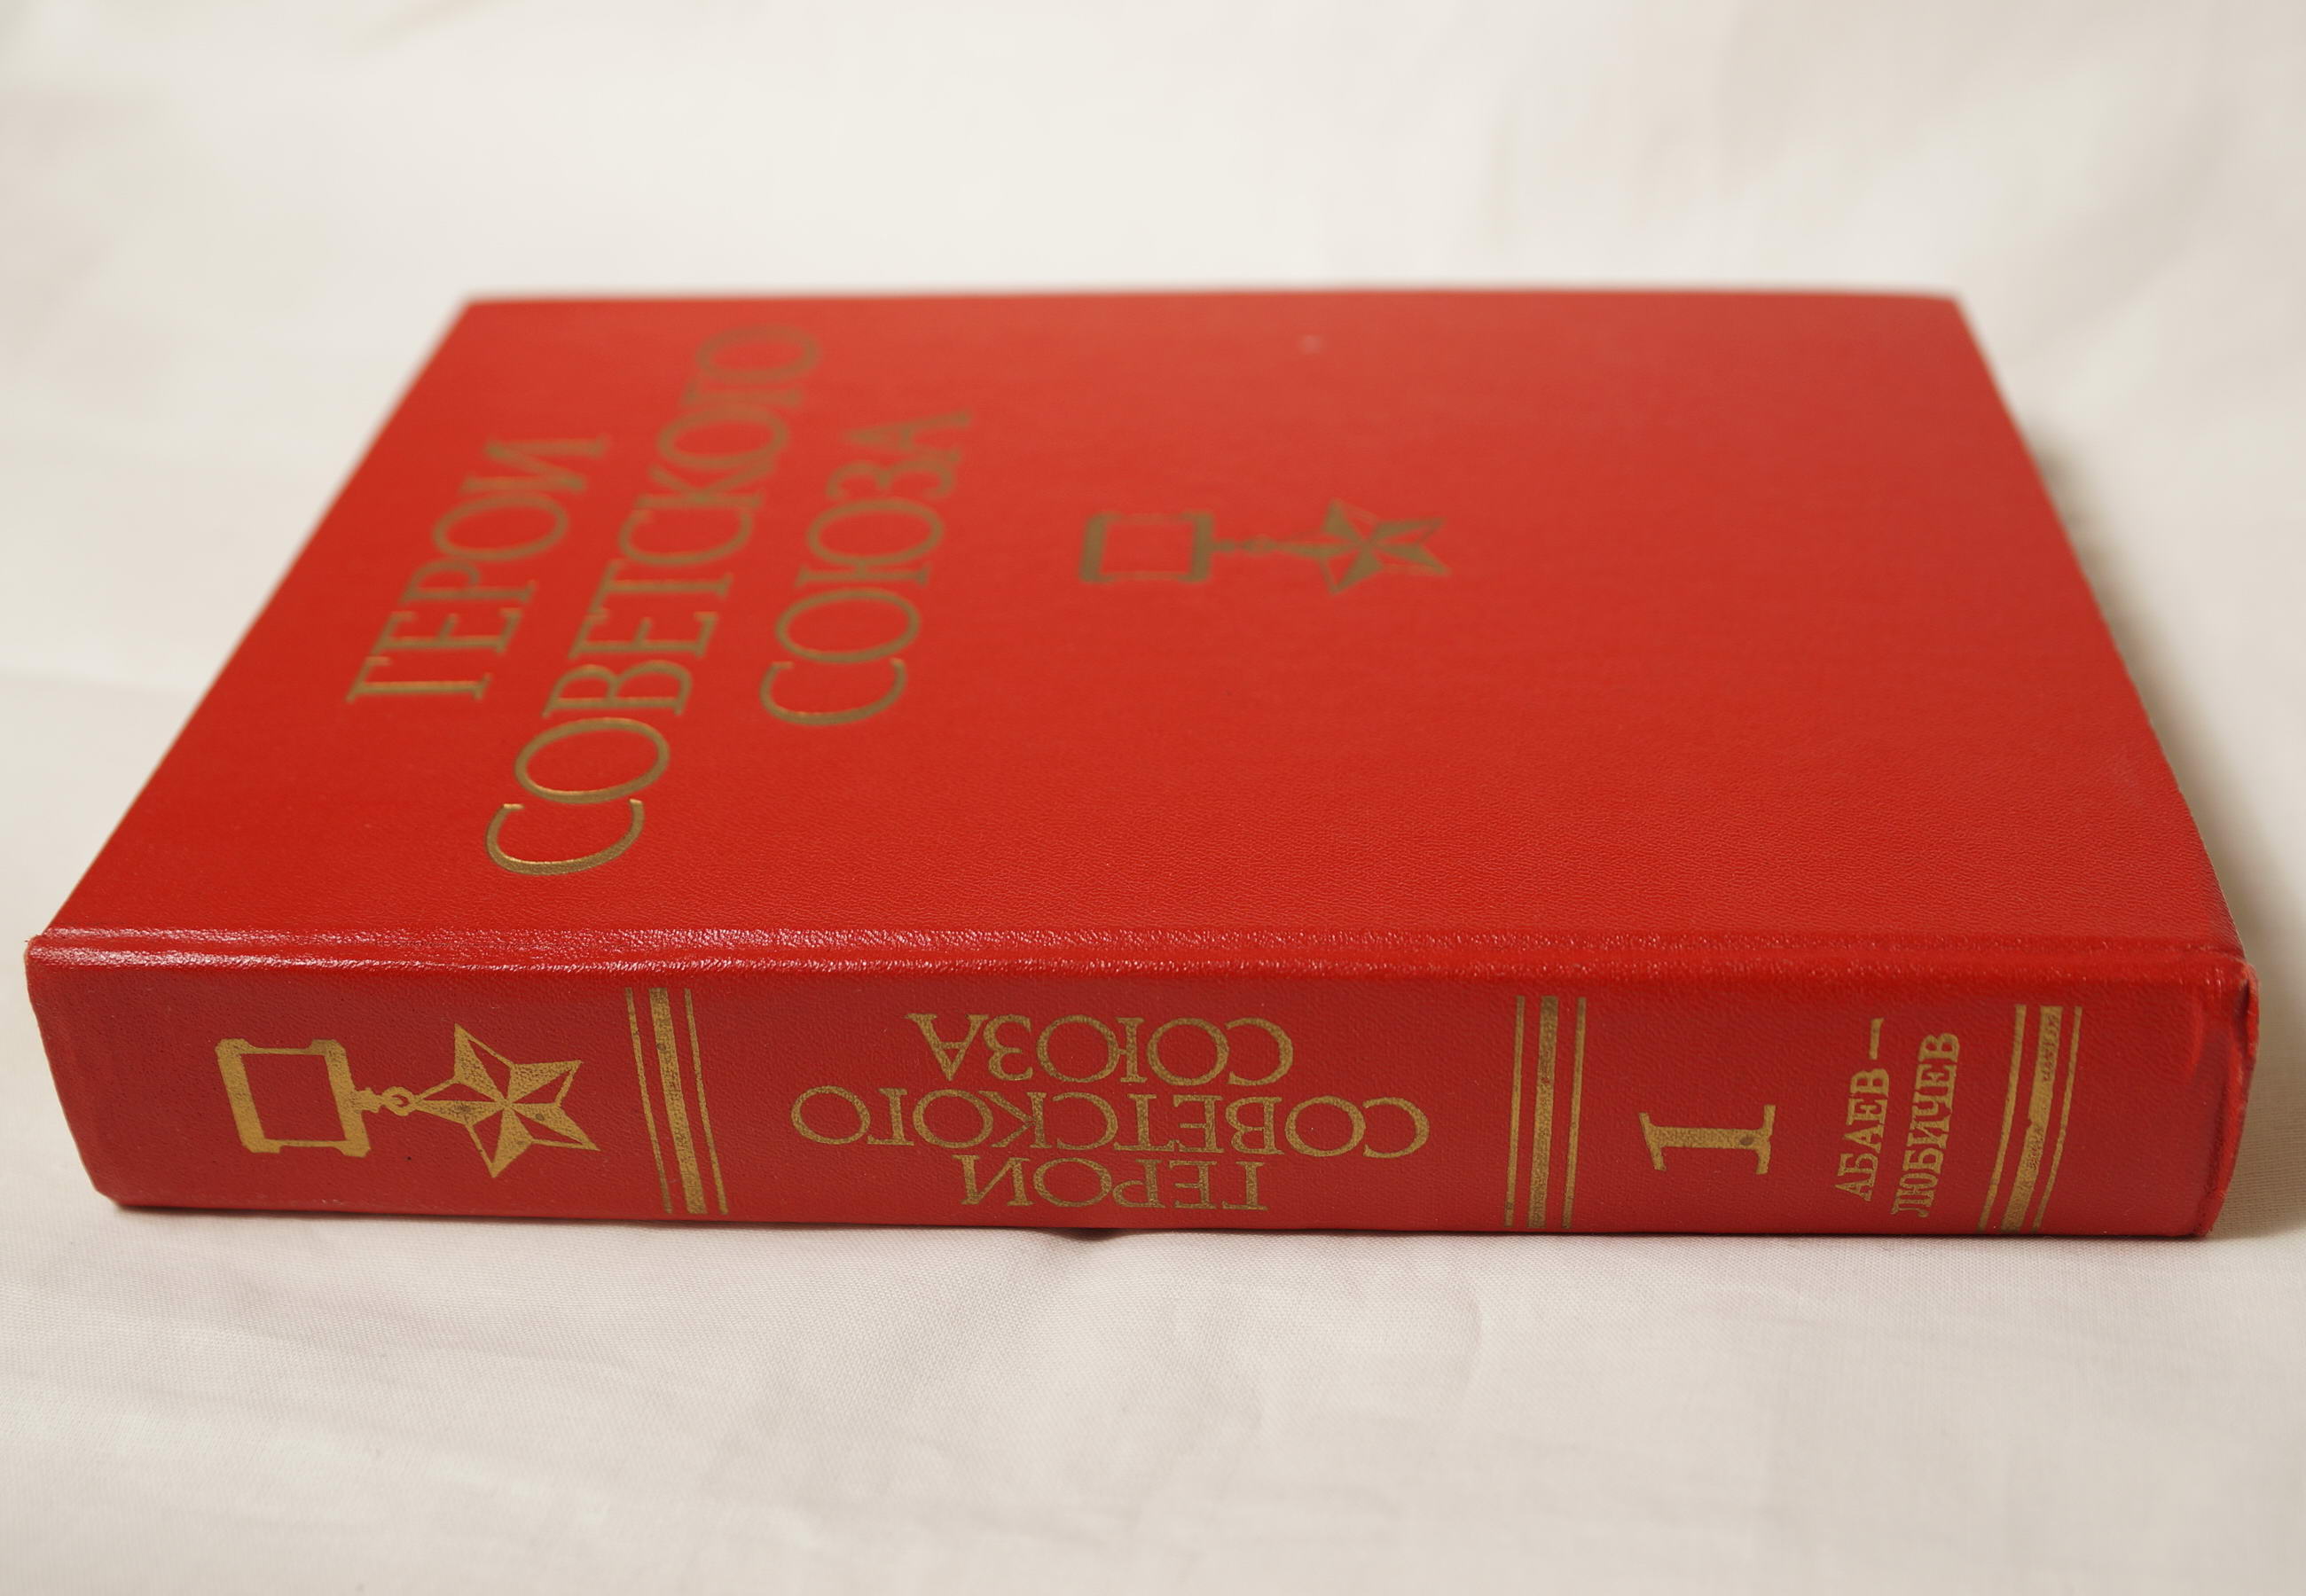 ГЕРОИ
СОВЕТСКОГО
СОЮЗА
ГЕРОИ
СОВЕТСКОГО
СОЮЗА
1
АБАЕВ—
ЛЮБИЧЕВ